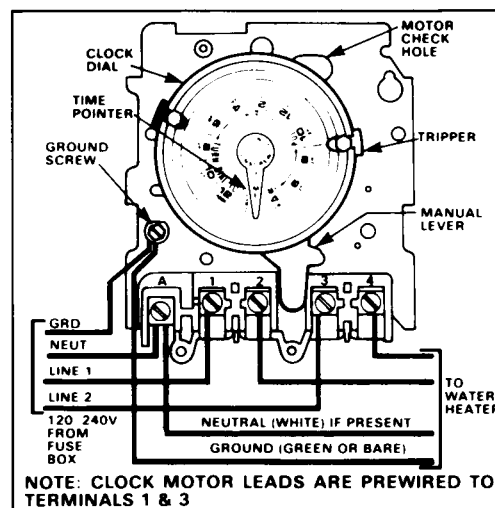 MOTOR
CHECK
HOLE
CLOCK
DIAL
TIME
POINTER
TRIPPER
GROUND
SCREW
MANUAL
LEVER
A 1 2 3 4
GRD
NEUT
LINE 1
LINE 2
120 240V
FROM
FUSE
BOX
TO
WATER
HEATER
NEUTRAL (WHITE) IF PRESENT
GROUND (GREEN OR BARE)
NOTE: CLOCK MOTOR LEADS ARE PREWIRED TO
TERMINALS 1 & 3